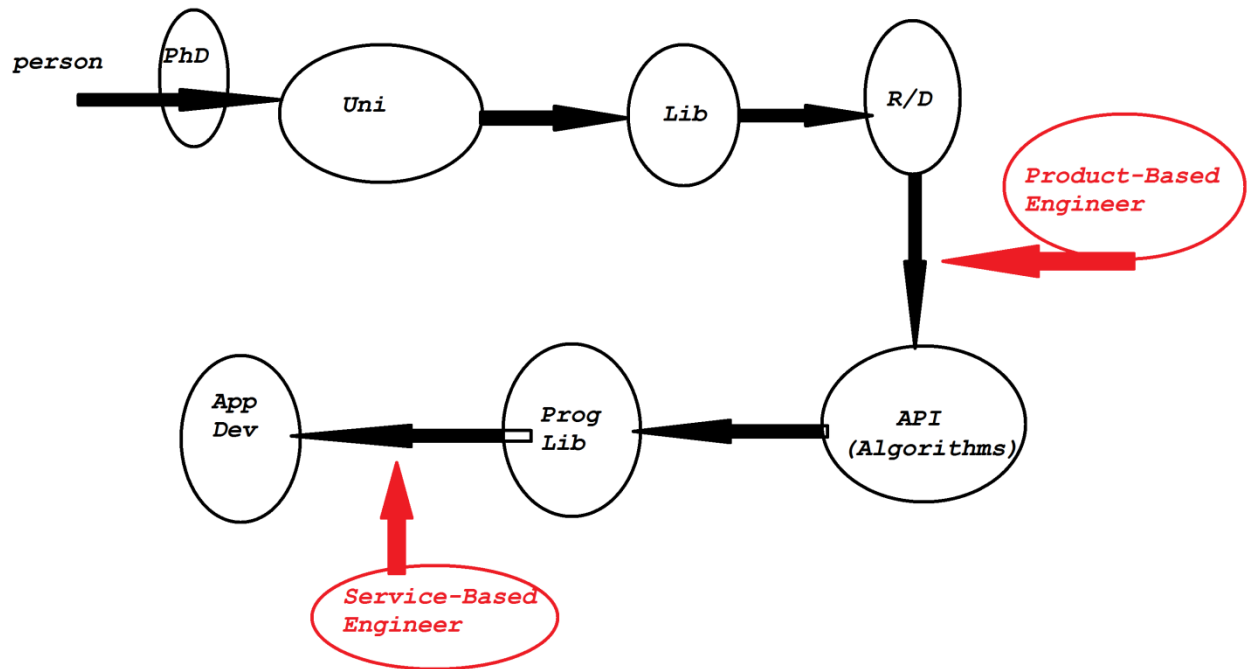 person
PhD
Uni
Lib
R/D
Product-Based
Engineer
App
Dev
Prog
Lib
API
(Algorithms)
Service-Based
Engineer